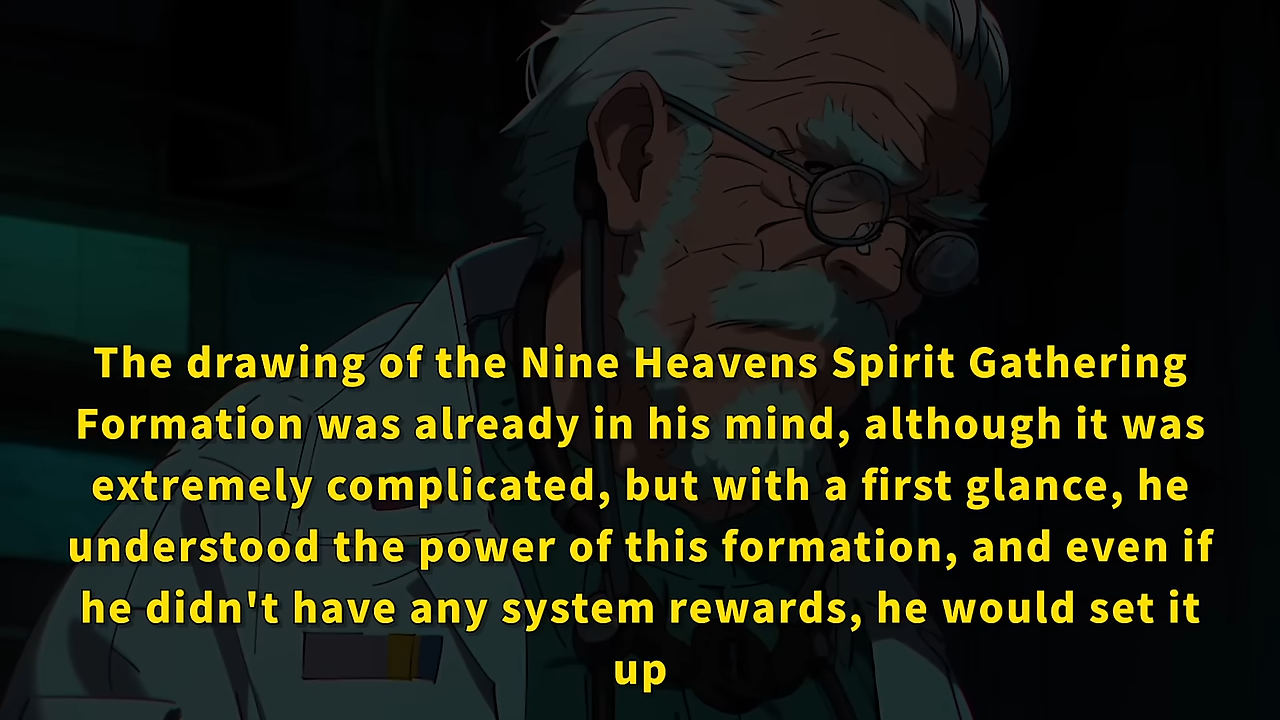 The drawing of the Nine Heavens Spirit Gathering
Formation was already in his mind, although it was
extremely complicated, but with a first glance, he
understood the power of this formation, and even if
he didn't have any system rewards, he would set it
up